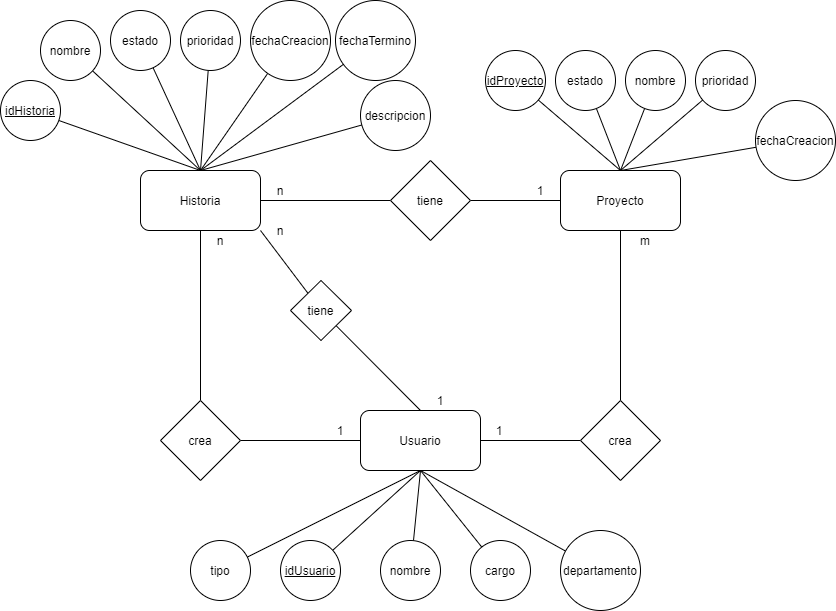 nombre
estado
prioridad
fechaCreacion
fechaTermino
idHistoria
descripcion
idProyecto
estado
nombre
prioridad
fechaCreacion
Historia
n
tiene
1
Proyecto
n
n
m
tiene
1
crea
1
Usuario
1
crea
tipo
idUsuario
nombre
cargo
departamento